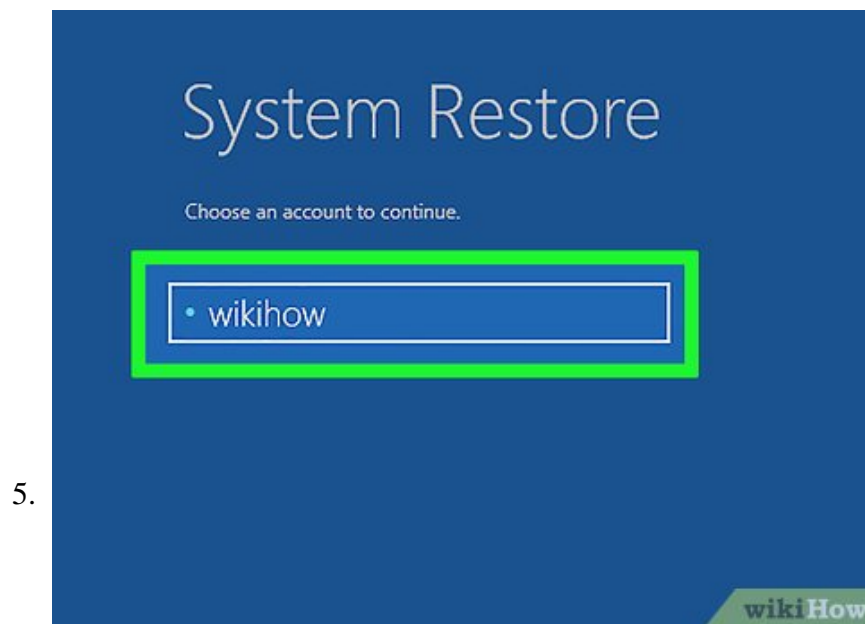 System Restore
Choose an account to continue.
wikihow
5.
wikiHow